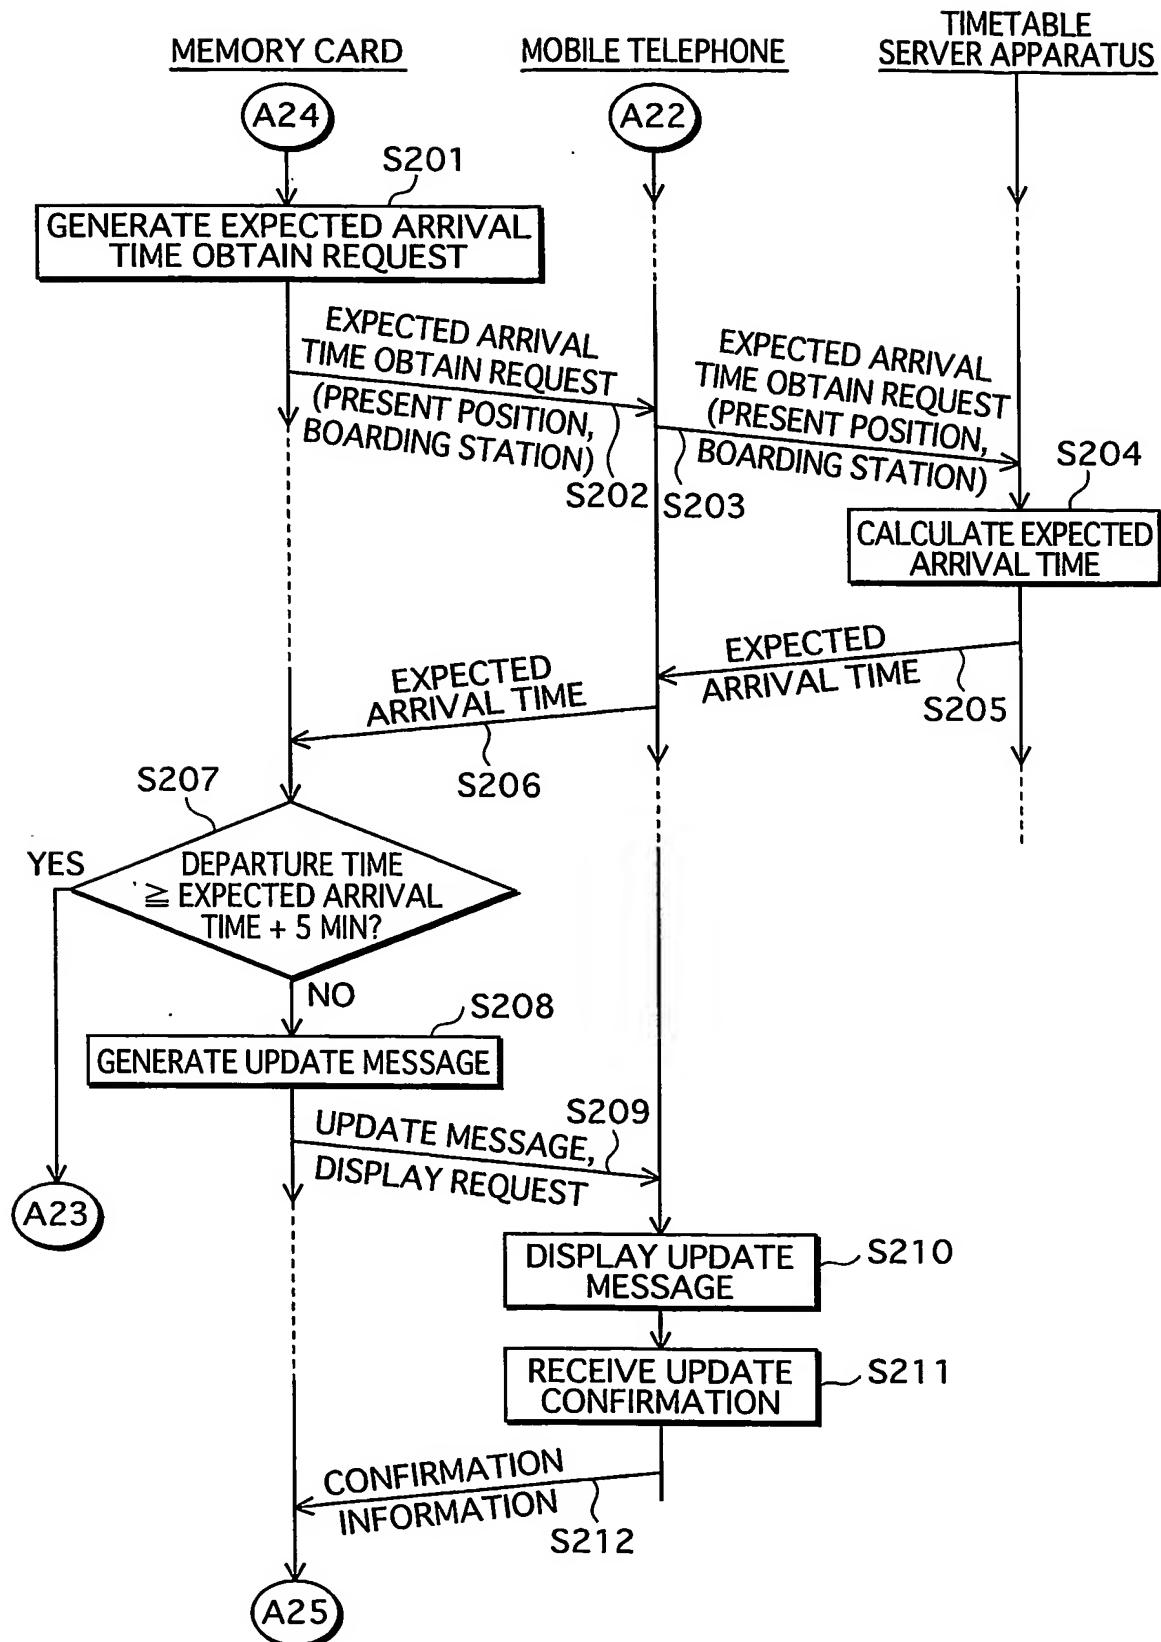 MEMORY CARD
MOBILE TELEPHONE
TIMETABLE
SERVER APPARATUS
A24
A22
S201
GENERATE EXPECTED ARRIVAL
TIME OBTAIN REQUEST
EXPECTED ARRIVAL
TIME OBTAIN REQUEST
(PRESENT POSITION,
BOARDING STATION)
S202
EXPECTED ARRIVAL
TIME OBTAIN REQUEST
(PRESENT POSITION,
BOARDING STATION)
S203
S204
CALCULATE EXPECTED
ARRIVAL TIME
EXPECTED
ARRIVAL TIME
S205
EXPECTED
ARRIVAL TIME
S206
S207
YES
DEPARTURE TIME
≧ EXPECTED ARRIVAL
TIME + 5 MIN?
NO
S208
GENERATE UPDATE MESSAGE
S209
UPDATE MESSAGE,
DISPLAY REQUEST
A23
DISPLAY UPDATE
MESSAGE
S210
RECEIVE UPDATE
CONFIRMATION
S211
CONFIRMATION
INFORMATION
S212
A25